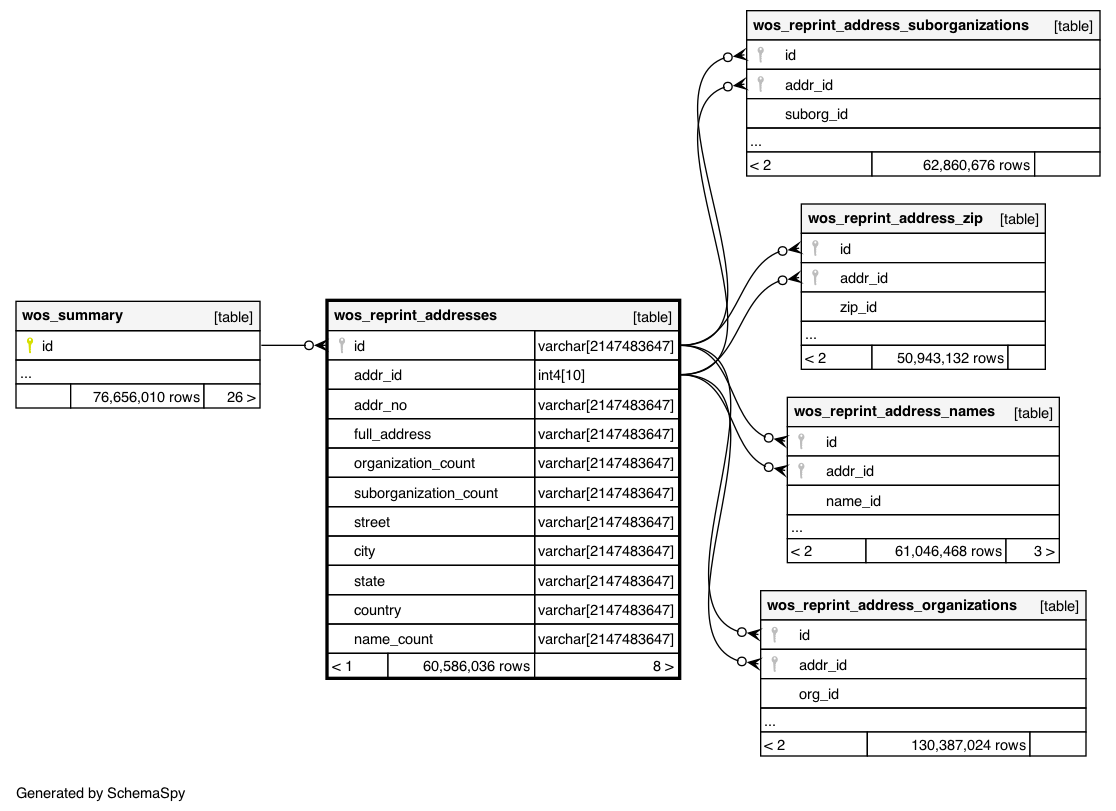 wos_reprint_address_suborganizations [table]
id
addr_id
suborg_id
...
< 2 62,860,676 rows
wos_reprint_address_zip [table]
id
addr_id
zip_id
...
< 2 50,943,132 rows
wos_summary [table]
id
...
76,656,010 rows 26 >
wos_reprint_addresses [table]
id varchar[2147483647]
addr_id int4[10]
addr_no varchar[2147483647]
full_address varchar[2147483647]
organization_count varchar[2147483647]
suborganization_count varchar[2147483647]
street varchar[2147483647]
city varchar[2147483647]
state varchar[2147483647]
country varchar[2147483647]
name_count varchar[2147483647]
< 1 60,586,036 rows 8 >
wos_reprint_address_names [table]
id
addr_id
name_id
...
< 2 61,046,468 rows 3 >
wos_reprint_address_organizations [table]
id
addr_id
org_id
...
< 2 130,387,024 rows
Generated by SchemaSpy